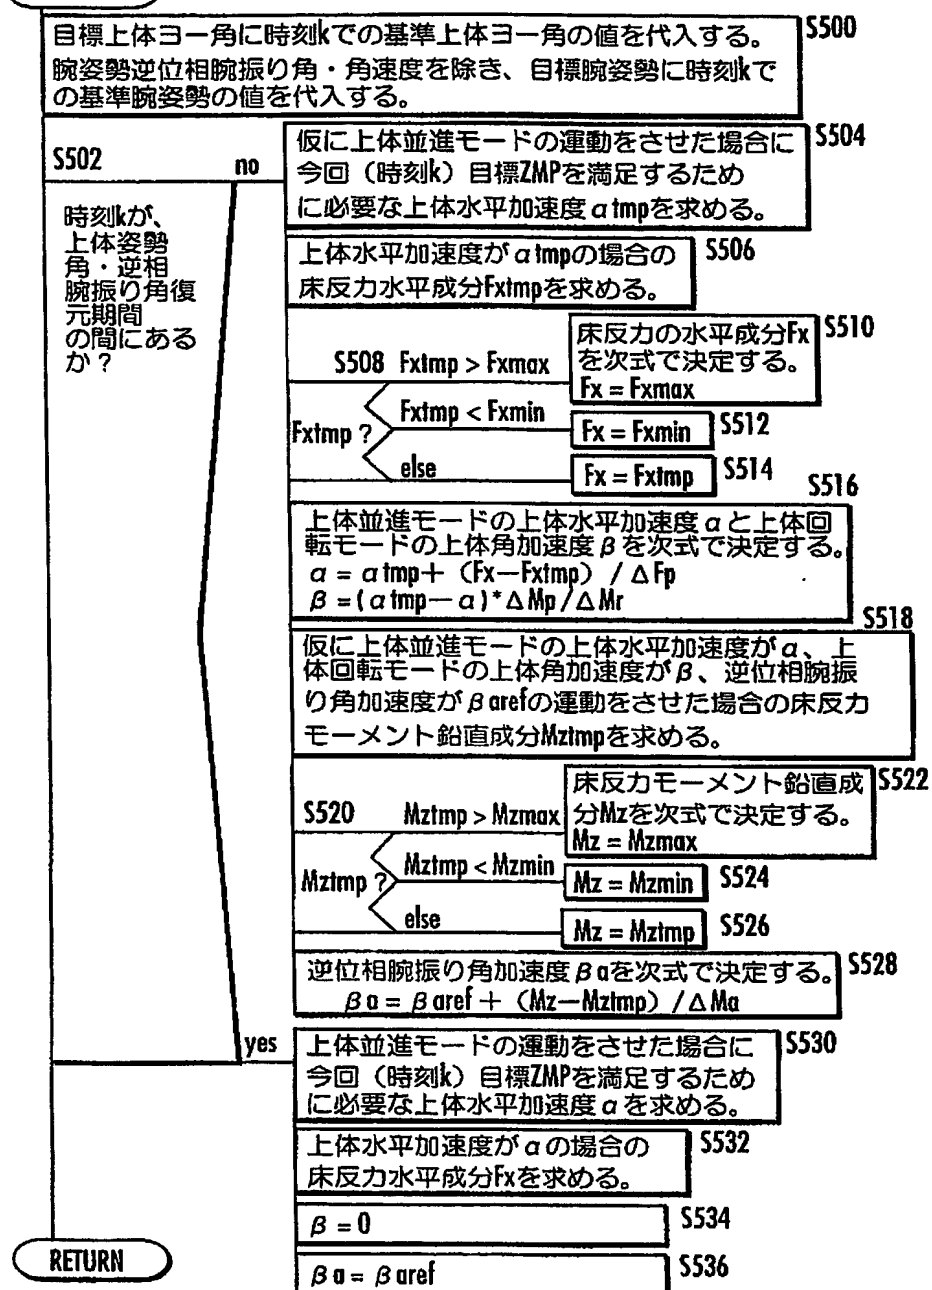 目標上体ヨー角に時刻kでの基準上体ヨー角の値を代入する。
腕姿勢逆位相腕振り角・角速度を除き、目標腕姿勢に時刻kで
の基準腕姿勢の値を代入する。
S500
S502
no
時刻kが、
上体姿勢
角・逆相
腕振り角復
元期間
の間にある
か?
仮に上体並進モードの運動をさせた場合に
今回(時刻k)目標ZMPを満足するため
に必要な上体水平加速度αtmpを求める。
S504
上体水平加速度がαtmpの場合の
床反力水平成分Fxtmpを求める。
S506
S508 Fxtmp > Fxmax
床反力の水平成分Fx
を次式で決定する。
Fx = Fxmax
S510
Fxtmp ?
Fxtmp < Fxmin
Fx = Fxmin
S512
else
Fx = Fxtmp
S514
S516
上体並進モードの上体水平加速度αと上体回
転モードの上体角加速度βを次式で決定する。
α = αtmp+ (Fx—Fxtmp) / ΔFp
β =(αtmp— α)*ΔMp/ΔMr
S518
仮に上体並進モードの上体水平加速度がα、上
体回転モードの上体角加速度がβ、逆位相腕振
り角加速度がβarefの運動をさせた場合の床反力
モーメント鉛直成分Mztmpを求める。
S520 Mztmp > Mzmax
床反力モーメント鉛直成
分Mzを次式で決定する。
Mz = Mzmax
S522
Mztmp ?
Mztmp < Mzmin
Mz = Mzmin
S524
else
Mz = Mztmp
S526
逆位相腕振り角加速度βaを次式で決定する。
βa = βaref + (Mz—Mztmp) /ΔMa
S528
yes
上体並進モードの運動をさせた場合に
今回(時刻k)目標ZMPを満足するため
に必要な上体水平加速度αを求める。
S530
上体水平加速度がαの場合の
床反力水平成分Fxを求める。
S532
β = 0
S534
βa = βaref
S536
RETURN